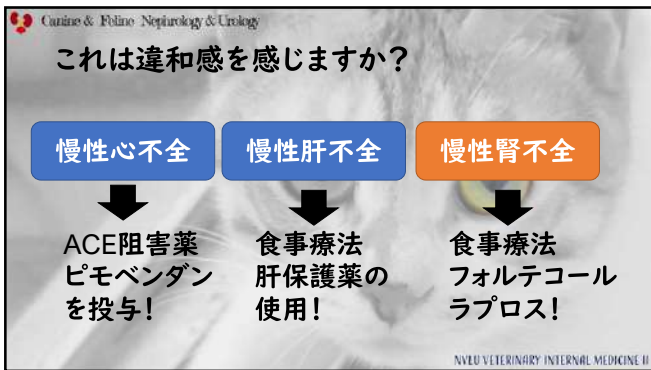 Canine & Feline Nephrology & Urology
これは違和感を感じますか？
慢性心不全
慢性肝不全
慢性腎不全
ACE阻害薬
ピモベンダン
を投与！
食事療法
肝保護薬の
使用！
食事療法
フォルテコール
ラプロス！
NVLU VETERINARY INTERNAL MEDICINE II